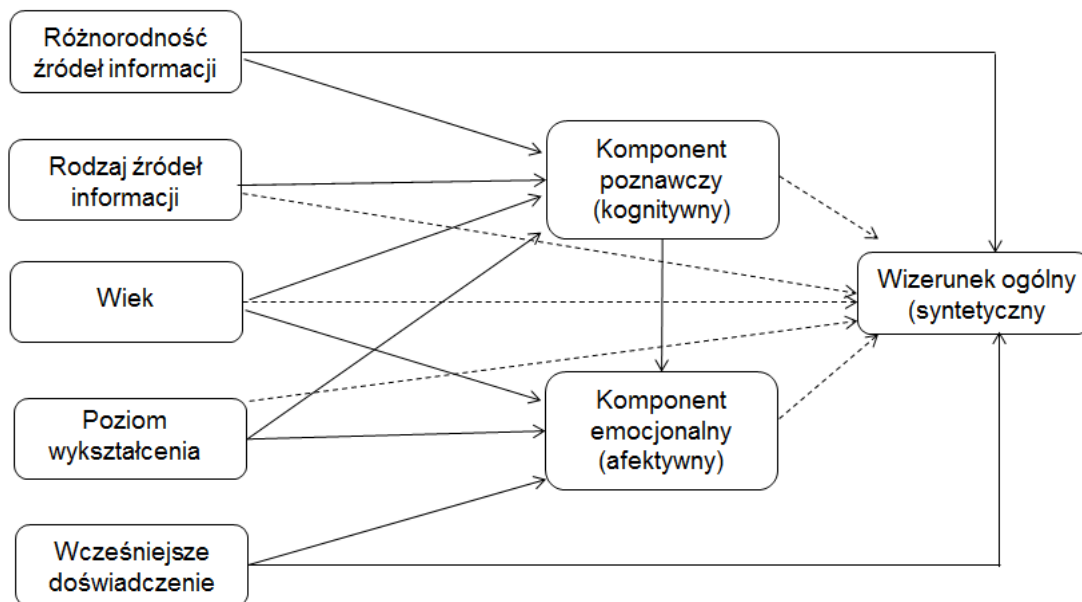 Różnorodność
źródeł informacji
Rodzaj źródeł
informacji
Wiek
Poziom
wykształcenia
Wcześniejsze
doświadczenie
Komponent
poznawczy
(kognitywny)
Komponent
emocjonalny
(afektywny)
Wizerunek ogólny
(syntetyczny